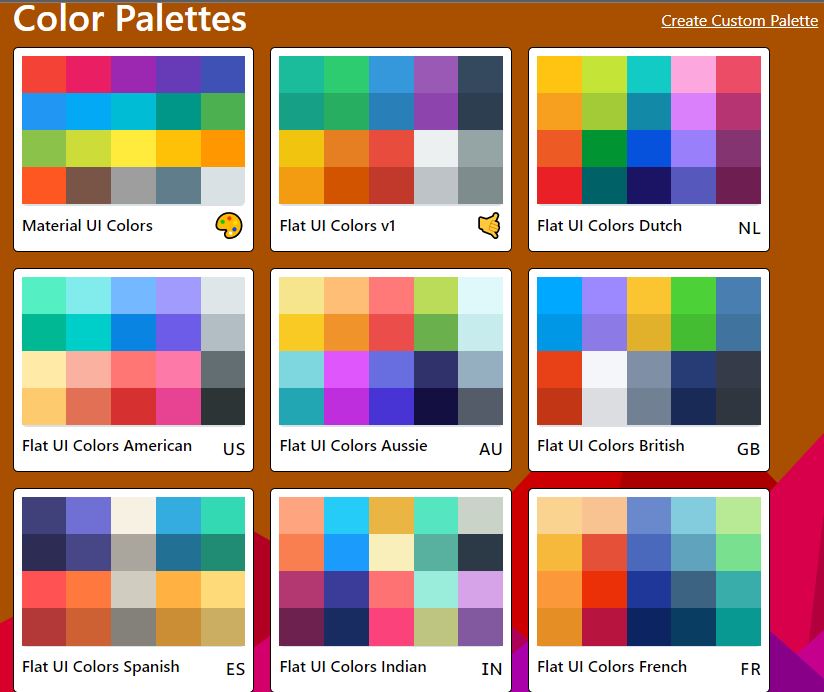 Color Palettes
Create Custom Palette
Material UI Colors
Flat UI Colors v1
Flat UI Colors Dutch NL
Flat UI Colors American US
Flat UI Colors Aussie AU
Flat UI Colors British GB
Flat UI Colors Spanish ES
Flat UI Colors Indian IN
Flat UI Colors French FR